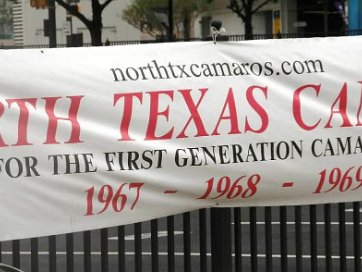 northtxcamaros.com
RTH TEXAS CA
FOR THE FIRST GENERATION CAMA
1967 - 1968 - 1969